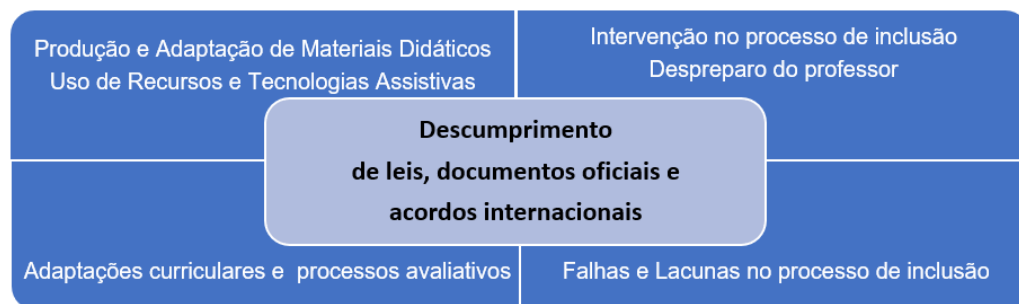 Produção e Adaptação de Materiais Didáticos
Uso de Recursos e Tecnologias Assistivas
Intervenção no processo de inclusão
Despreparo do professor
Descumprimento
de leis, documentos oficiais e
acordos internacionais
Adaptações curriculares e processos avaliativos
Falhas e Lacunas no processo de inclusão